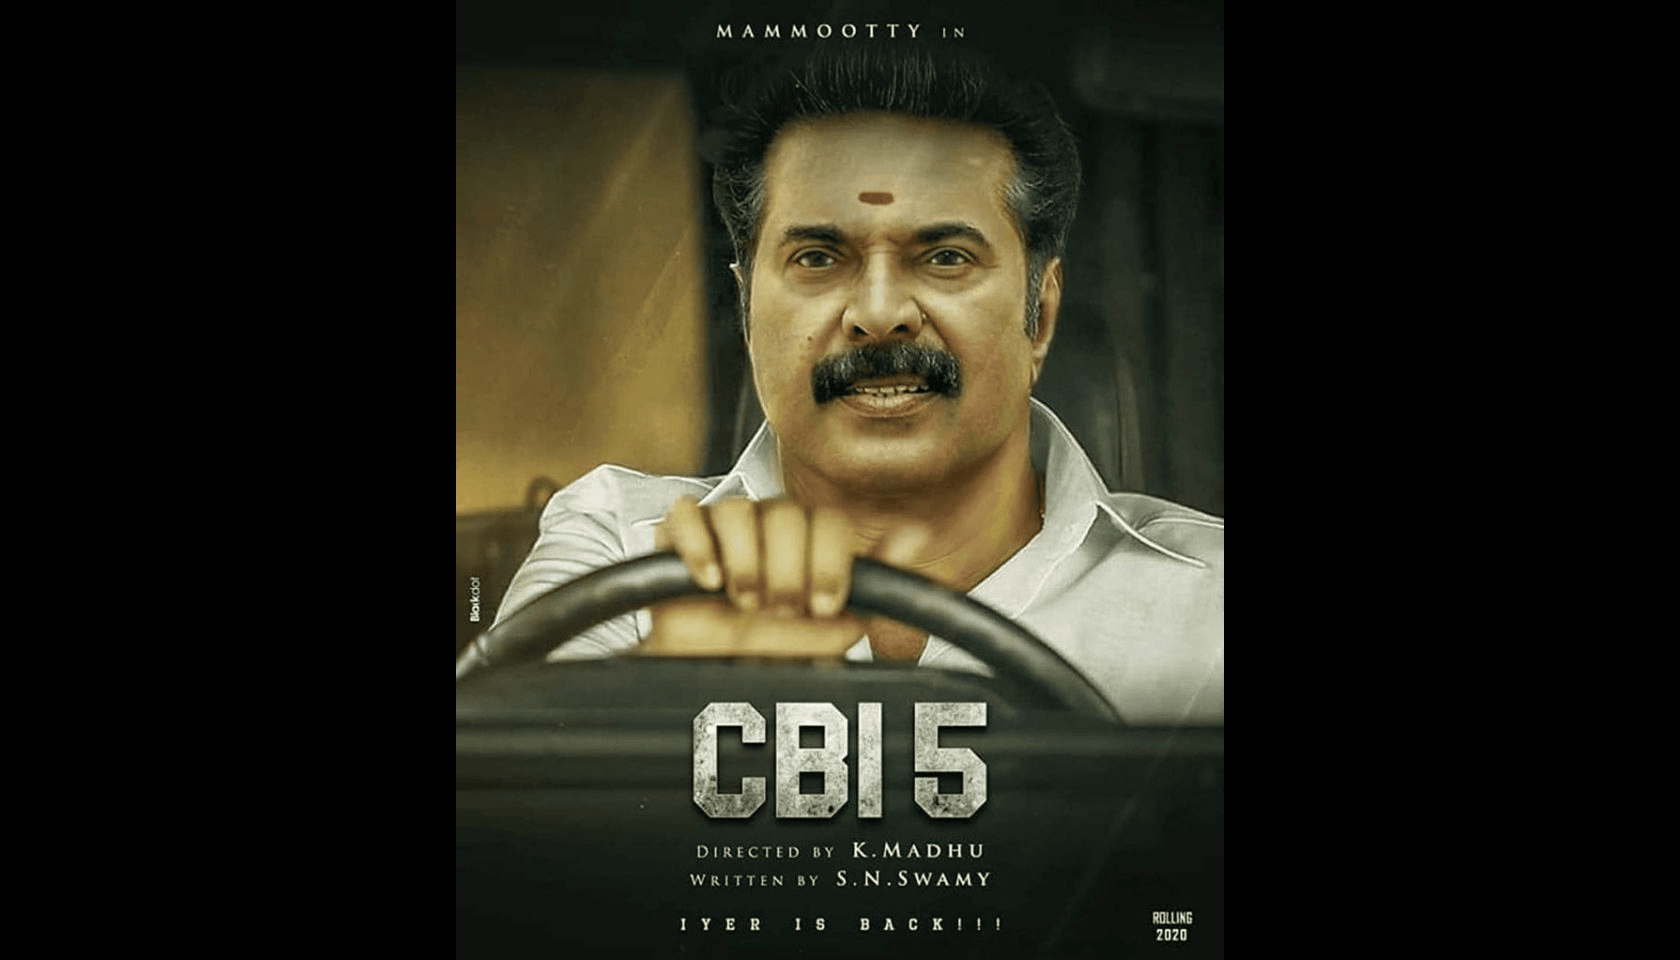 MAMMOOTTY IN
Blackdot
CBI 5
DIRECTED BY K.MADHU
WRITTEN BY S.N.SWAMY
IYER IS BACK!!!
ROLLING
2020